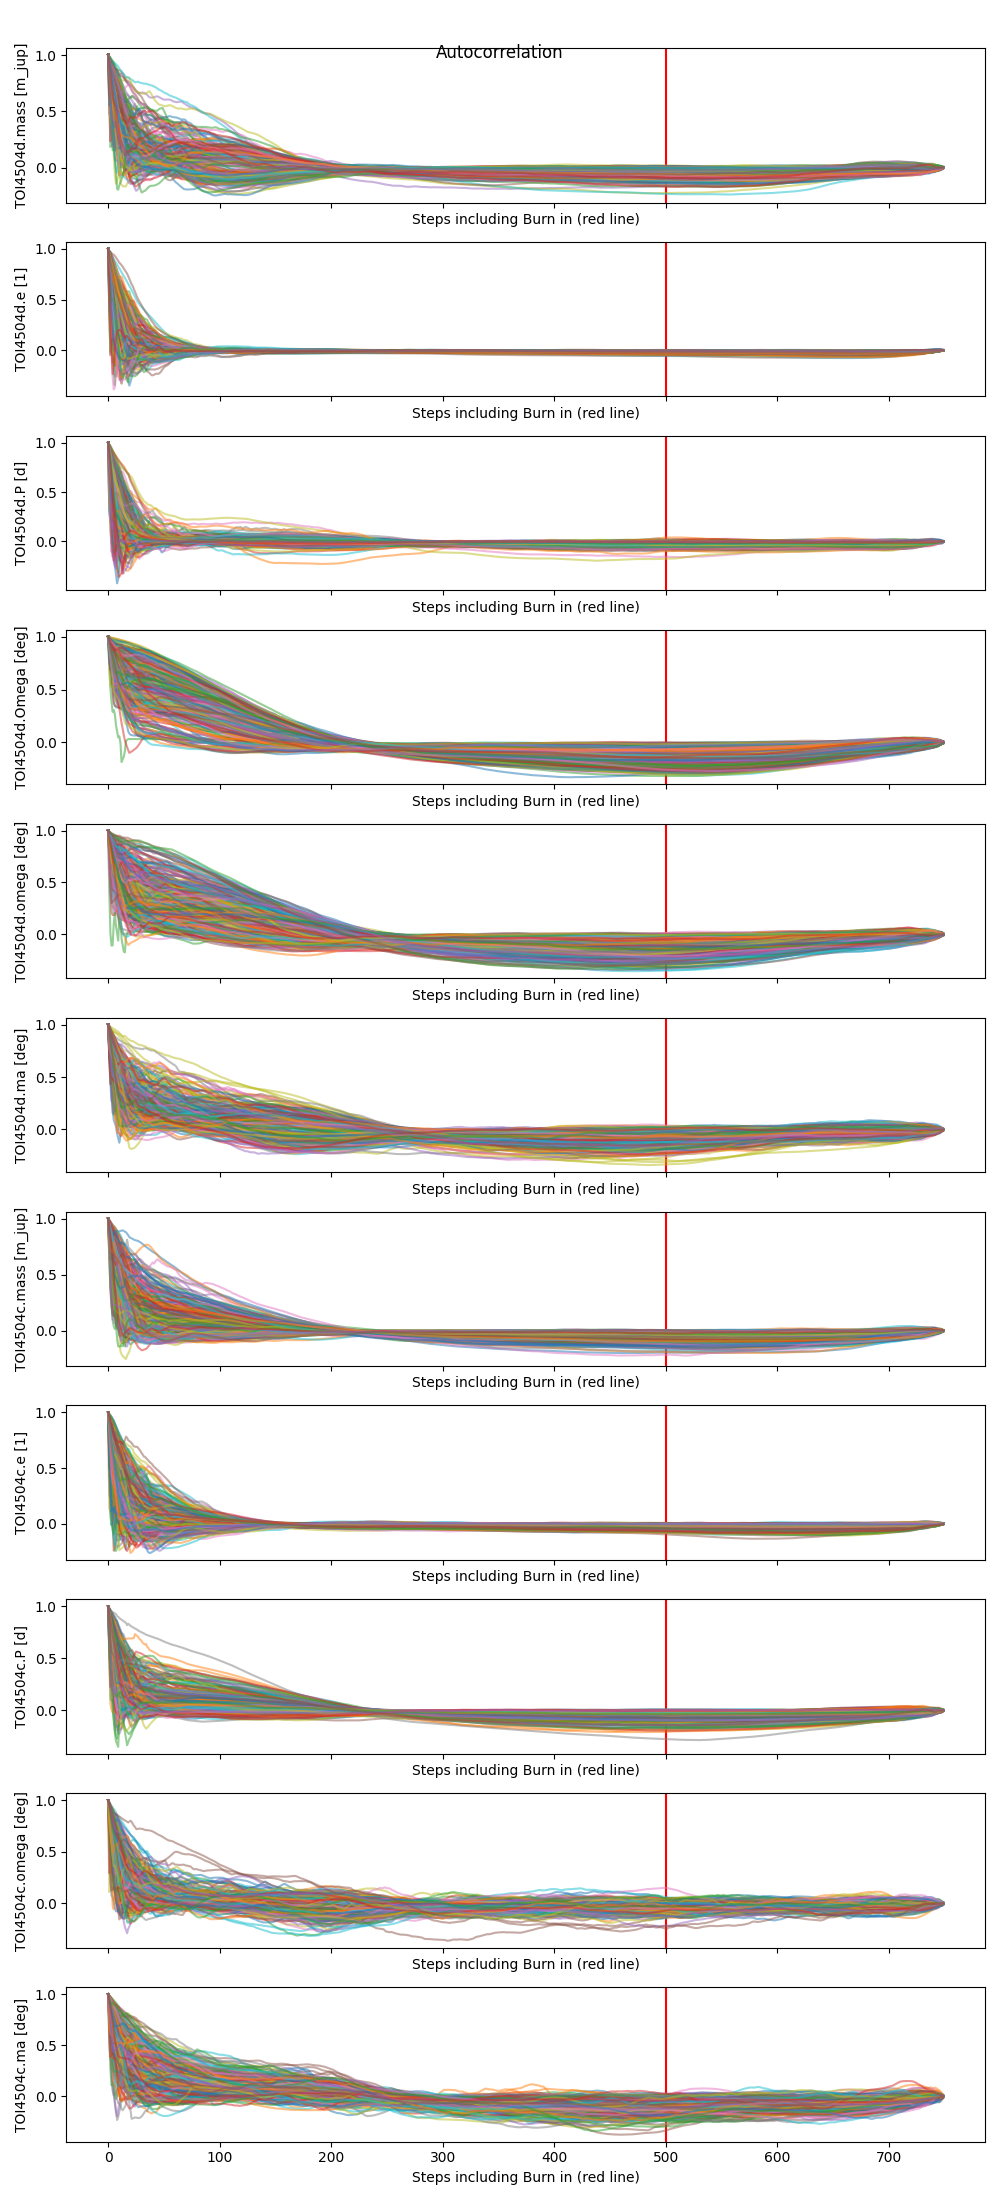 Autocorrelation
1.0
0.5
0.0
TOI4504d.mass [m_jup]
Steps including Burn in (red line)
1.0
0.5
0.0
TOI4504d.e [1]
Steps including Burn in (red line)
1.0
0.5
0.0
TOI4504d.P [d]
Steps including Burn in (red line)
1.0
0.5
0.0
TOI4504d.Omega [deg]
Steps including Burn in (red line)
1.0
0.5
0.0
TOI4504d.omega [deg]
Steps including Burn in (red line)
1.0
0.5
0.0
TOI4504d.ma [deg]
Steps including Burn in (red line)
1.0
0.5
0.0
TOI4504c.mass [m_jup]
Steps including Burn in (red line)
1.0
0.5
0.0
TOI4504c.e [1]
Steps including Burn in (red line)
1.0
0.5
0.0
TOI4504c.P [d]
Steps including Burn in (red line)
1.0
0.5
0.0
TOI4504c.omega [deg]
Steps including Burn in (red line)
1.0
0.5
0.0
TOI4504c.ma [deg]
0 100 200 300 400 500 600 700
Steps including Burn in (red line)